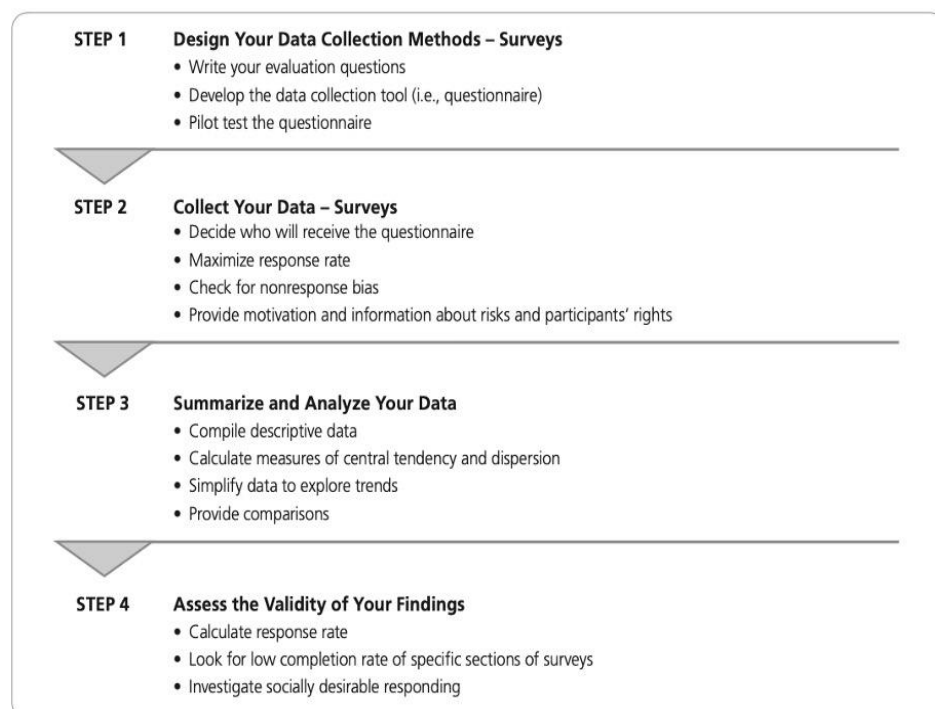 STEP 1 Design Your Data Collection Methods – Surveys
• Write your evaluation questions
• Develop the data collection tool (i.e., questionnaire)
• Pilot test the questionnaire
STEP 2 Collect Your Data – Surveys
• Decide who will receive the questionnaire
• Maximize response rate
• Check for nonresponse bias
• Provide motivation and information about risks and participants’ rights
STEP 3 Summarize and Analyze Your Data
• Compile descriptive data
• Calculate measures of central tendency and dispersion
• Simplify data to explore trends
• Provide comparisons
STEP 4 Assess the Validity of Your Findings
• Calculate response rate
• Look for low completion rate of specific sections of surveys
• Investigate socially desirable responding